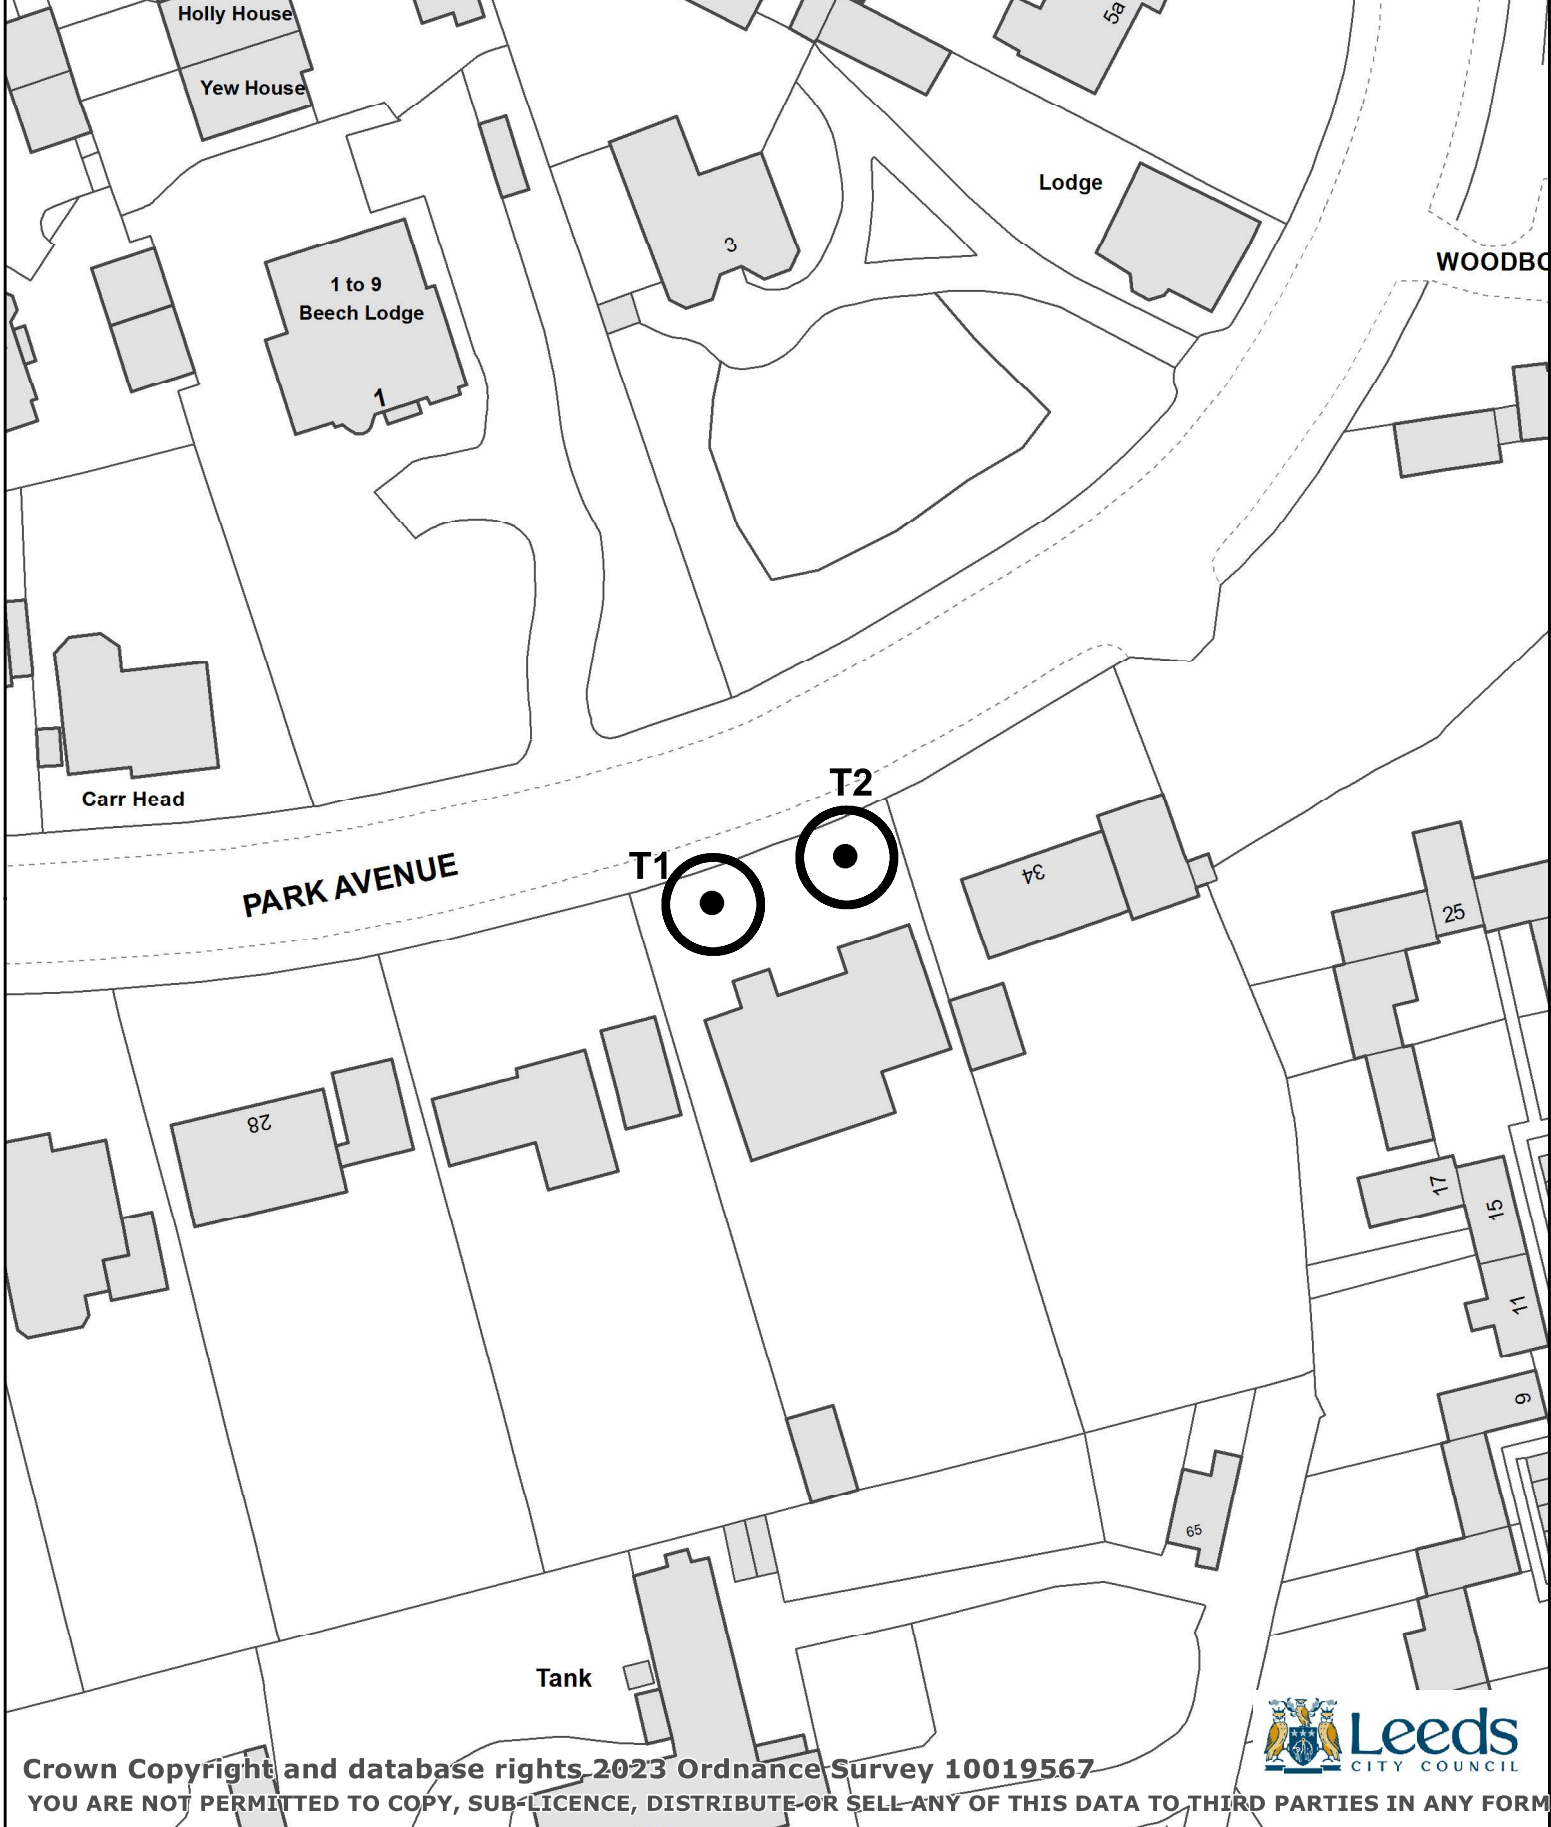 Holly House
5a
Yew House
Lodge
3
WOODBO
1 to 9
Beech Lodge
1
T2
Carr Head
T1
PARK AVENUE
34
25
28
17
15
11
9
65
Tank
Leeds
CITY COUNCIL
Crown Copyright and database rights 2023 Ordnance Survey 10019567
YOU ARE NOT PERMITTED TO COPY, SUB-LICENCE, DISTRIBUTE OR SELL ANY OF THIS DATA TO THIRD PARTIES IN ANY FORM